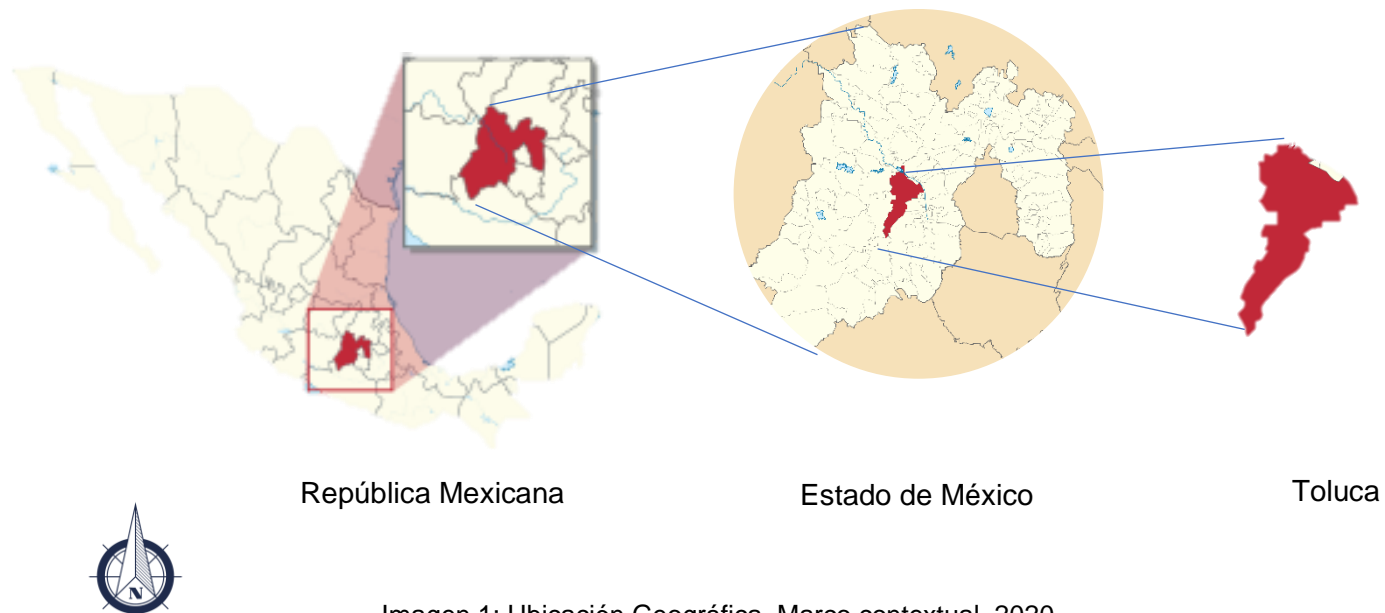 República Mexicana
Estado de México
Toluca
N
Imagen 1: Ubicación Geográfica, Marco contextual, 2020